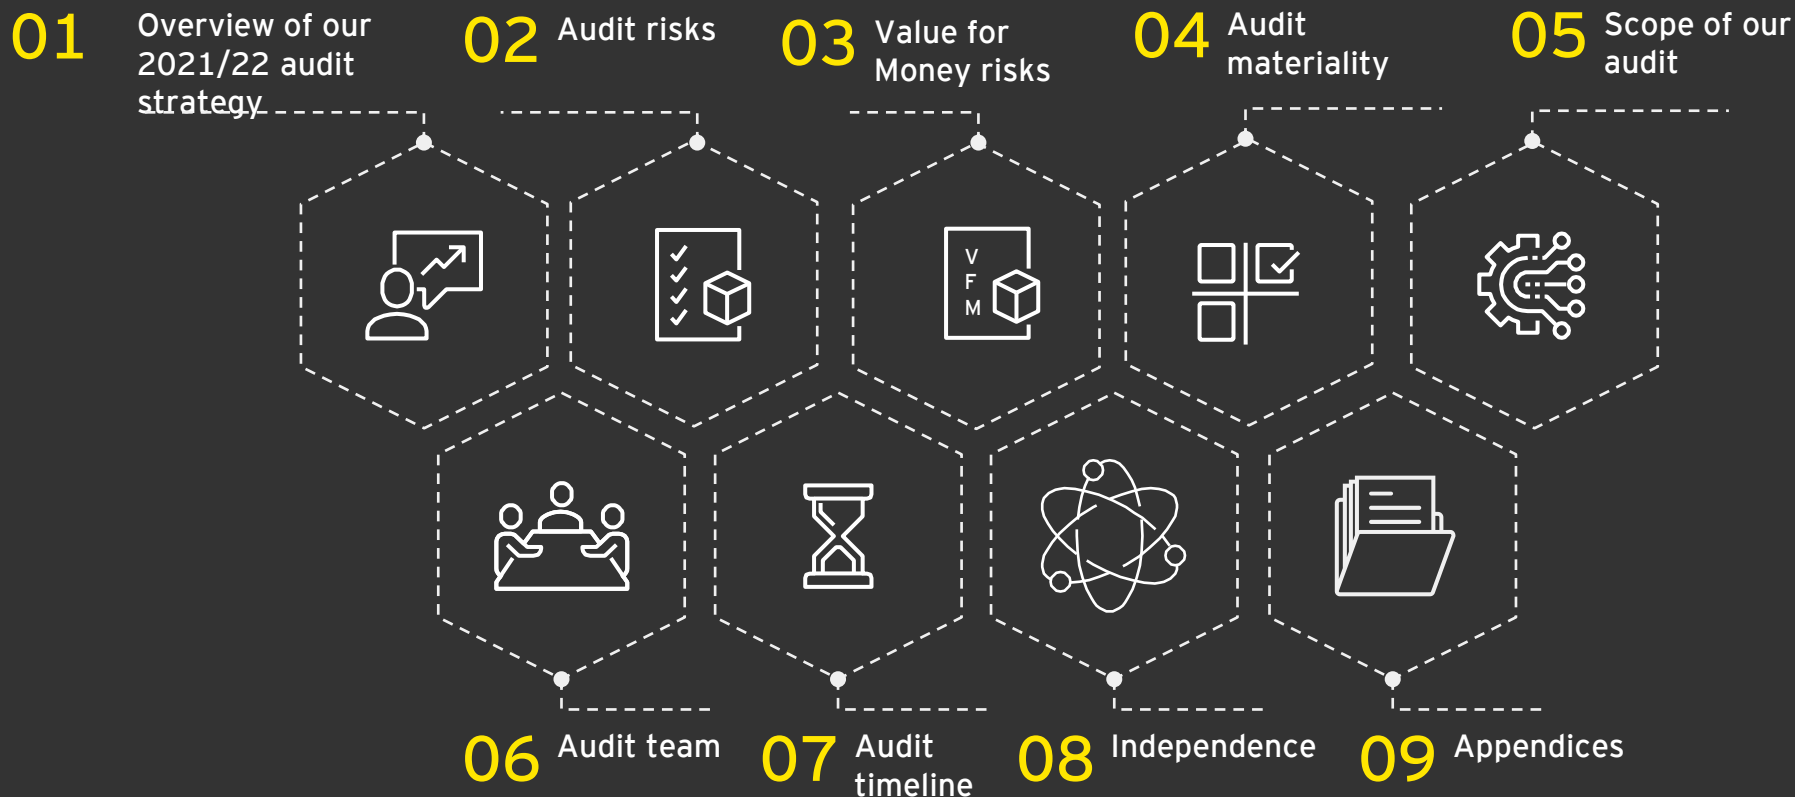 01
Overview of our
2021/22 audit
strategy
02
Audit risks
03
Value for
Money risks
04
Audit
materiality
05
Scope of our
audit
V
F
M
06
Audit team
07
Audit
timeline
08
Independence
09
Appendices